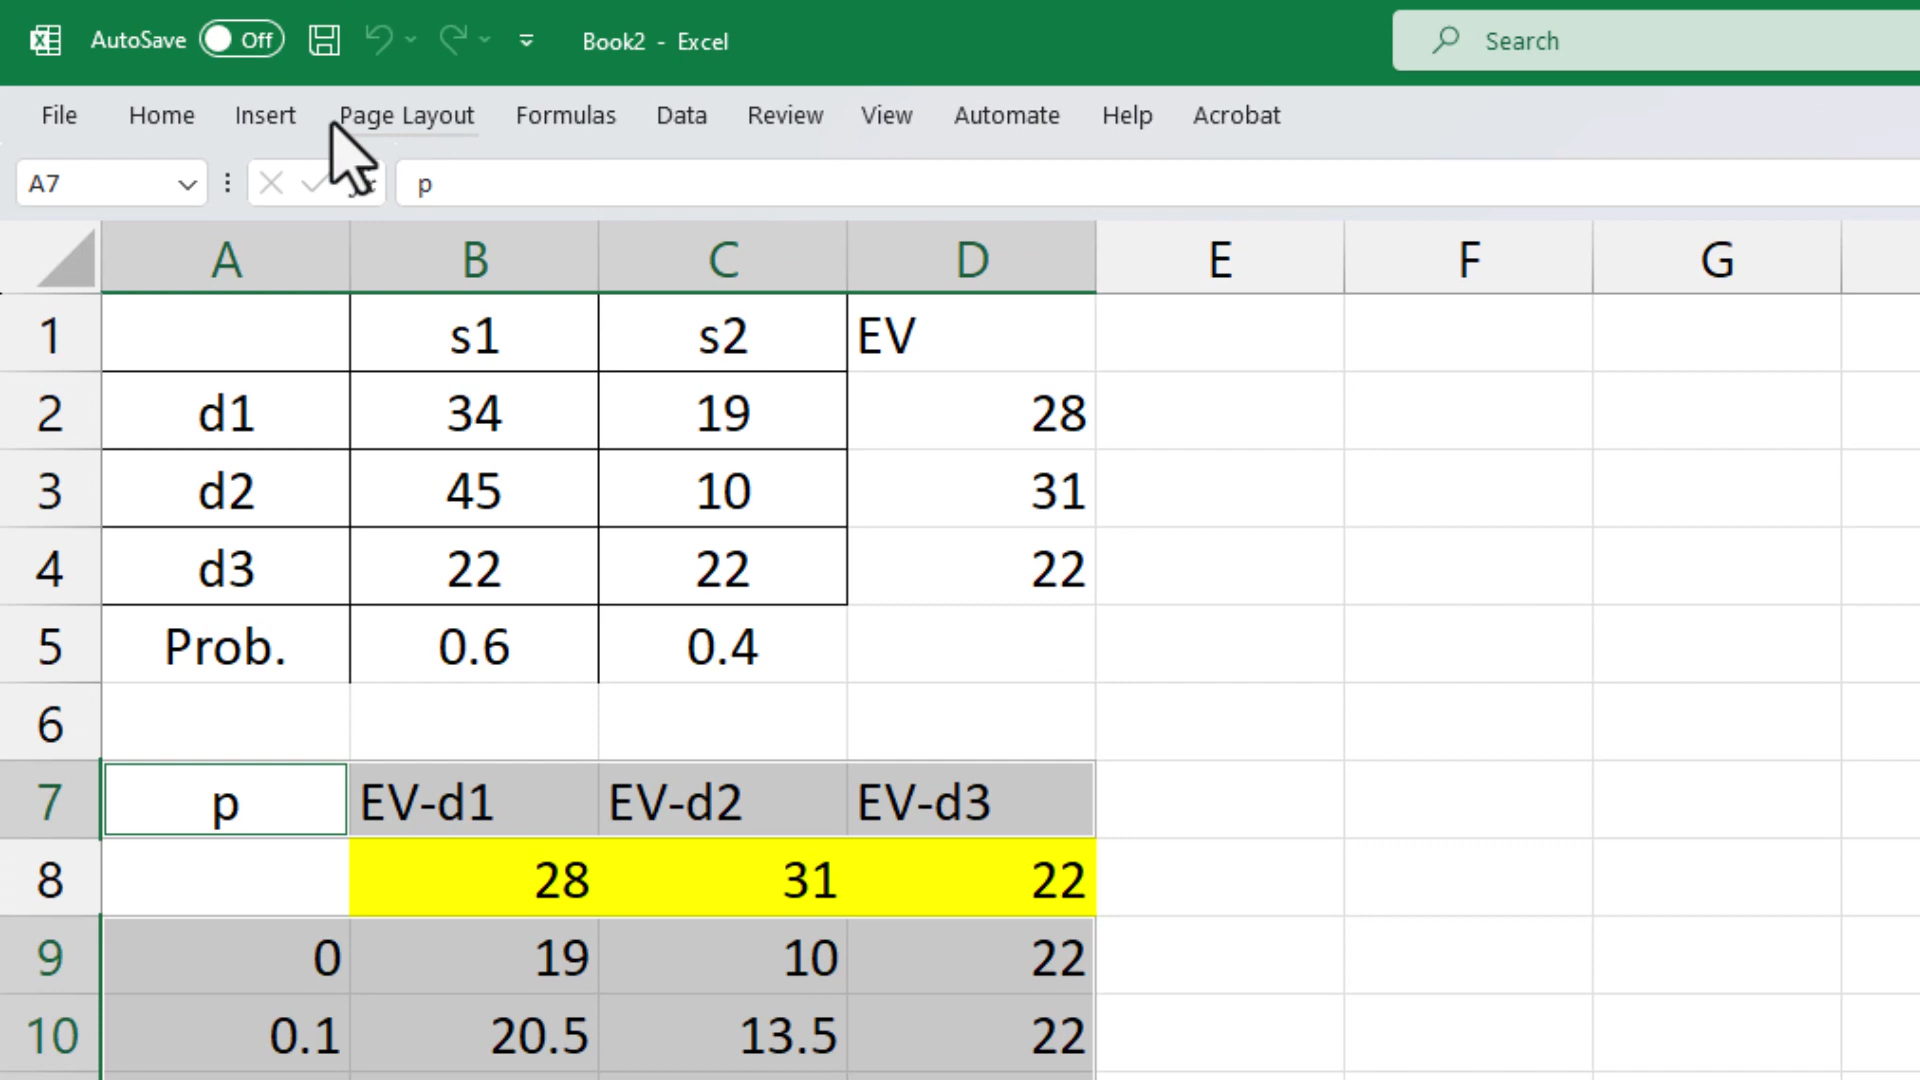 AutoSave Off Book2 - Excel Search
File Home Insert Page Layout Formulas Data Review View Automate Help Acrobat
A7 p
A B C D E F G
1 s1 s2 EV
2 d1 34 19 28
3 d2 45 10 31
4 d3 22 22 22
5 Prob. 0.6 0.4
6
7 p EV-d1 EV-d2 EV-d3
8 28 31 22
9 0 19 10 22
10 0.1 20.5 13.5 22